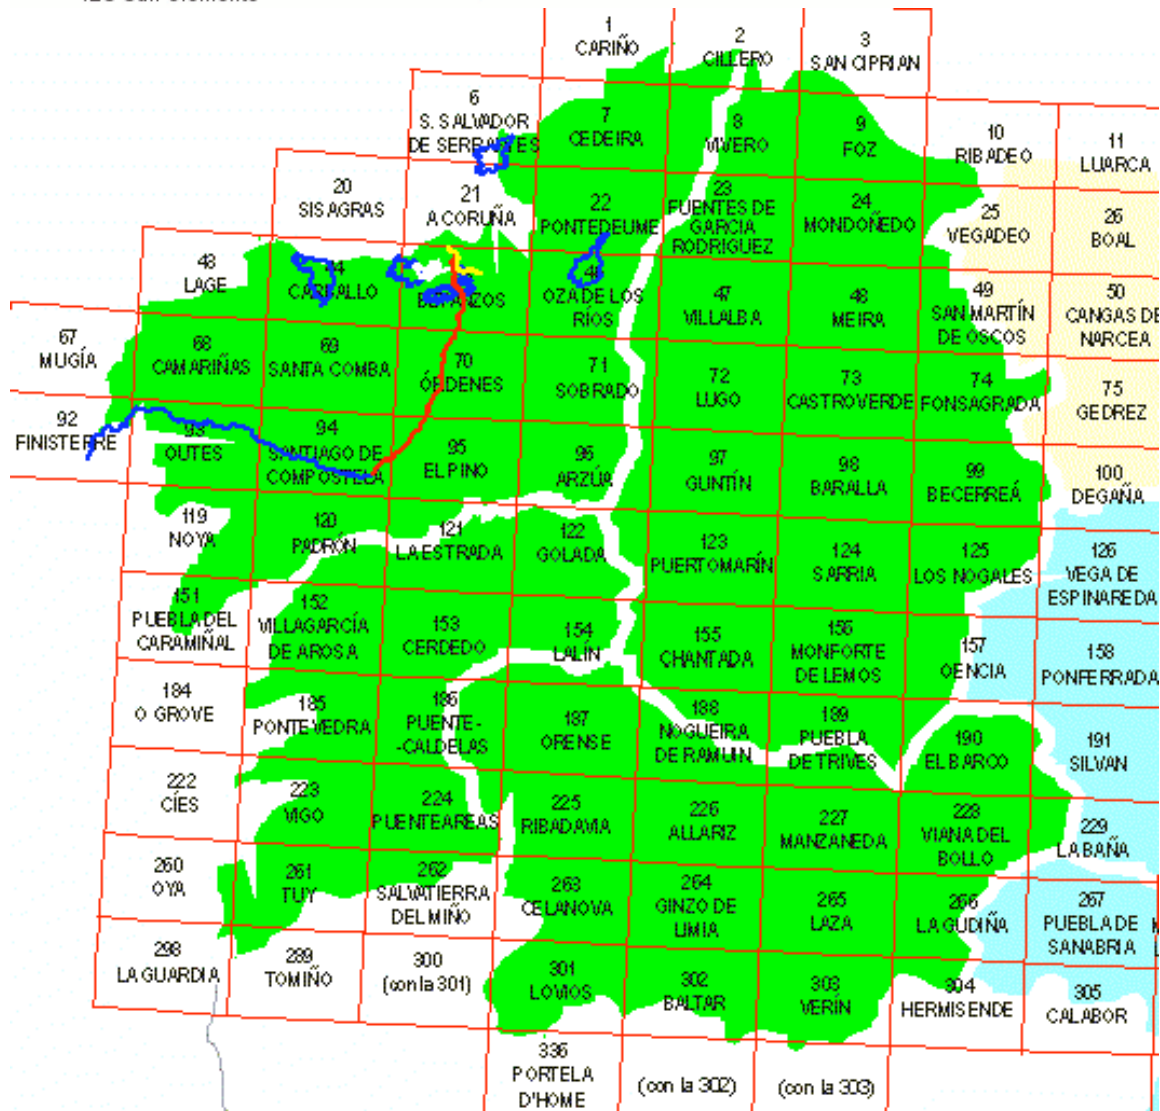 1
CARIÑO
2
CILLERO
3
SAN CIPRIAN
6
S. SALVADOR
DE SERRANTES
7
CEDEIRA
8
VIVERO
9
FOZ
10
RIBADEO
11
LUARCA
20
SISAGRAS
21
A CORUÑA
22
PONTEDEUME
23
FUENTES DE
GARCIA
RODRIGUEZ
24
MONDOÑEDO
25
VEGADEO
26
BOAL
43
LAGE
44
CARBALLO
BETANZOS
46
OZA DE LOS
RÍOS
47
VILLALBA
48
MEIRA
49
SAN MARTÍN
DE OSCOS
50
CANGAS DE
NARCEA
67
MUGÍA
68
CAMARIÑAS
69
SANTA COMBA
70
ÓRDENES
71
SOBRADO
72
LUGO
73
CASTROVERDE
74
FONSAGRADA
75
GEDREZ
92
FINISTERRE
93
OUTES
94
SANTIAGO DE
COMPOSTELA
95
EL PINO
96
ARZÚA
97
GUNTÍN
98
BARALLA
99
BECERREÁ
100
DEGAÑA
119
NOYA
120
PADRÓN
121
LA ESTRADA
122
GOLADA
123
PUERTOMARÍN
124
SARRIA
125
LOS NOGALES
126
VEGA DE
ESPINAREDA
151
PUEBLA DEL
CARAMIÑAL
152
VILLAGARCÍA
DE AROSA
153
CERDEDO
154
LALÍN
155
CHANTADA
156
MONFORTE
DE LEMOS
157
OENCIA
158
PONFERRADA
184
O GROVE
185
PONTEVEDRA
186
PUENTE-
-CALDELAS
187
ORENSE
188
NOGUEIRA
DE RAMUIN
189
PUEBLA
DE TRIVES
190
EL BARCO
191
SILVAN
222
CÍES
223
VIGO
224
PUENTEAREAS
225
RIBADAVIA
226
ALLARIZ
227
MANZANEDA
228
VIANA DEL
BOLLO
229
LA BAÑA
260
OYA
261
TUY
262
SALVATIERRA
DEL MIÑO
263
CELANOVA
264
GINZO DE
LIMIA
265
LAZA
266
LA GUDIÑA
267
PUEBLA DE
SANABRIA
298
LA GUARDIA
289
TOMIÑO
300
(con la 301)
301
LOVIOS
302
BALTAR
303
VERÍN
304
HERMISENDE
305
CALABOR
336
PORTELA
D'HOME
(con la 302)
(con la 303)